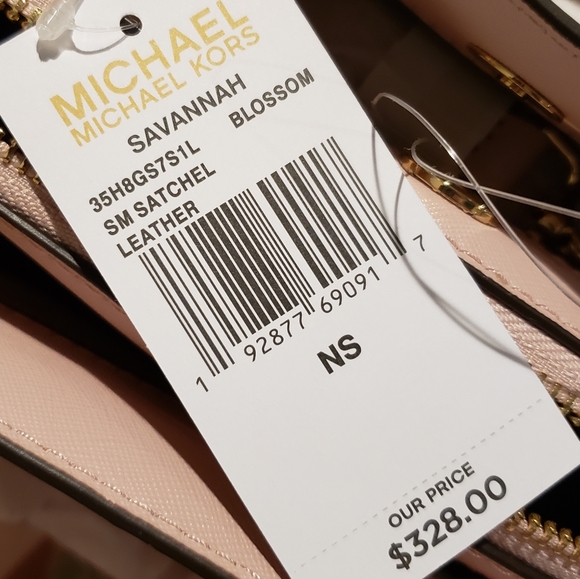 MICHAEL
MICHAEL KORS
SAVANNAH
35H8GS7S1L BLOSSOM
SM SATCHEL
LEATHER
1 92877 69091 7
NS
OUR PRICE
$328.00